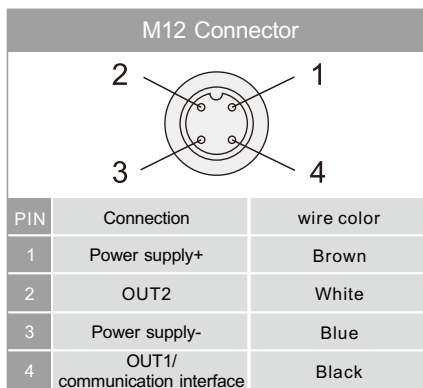 M12 Connector
2 1
3 4
PIN Connection wire color
1 Power supply+ Brown
2 OUT2 White
3 Power supply- Blue
4 OUT1/ Black
communication interface